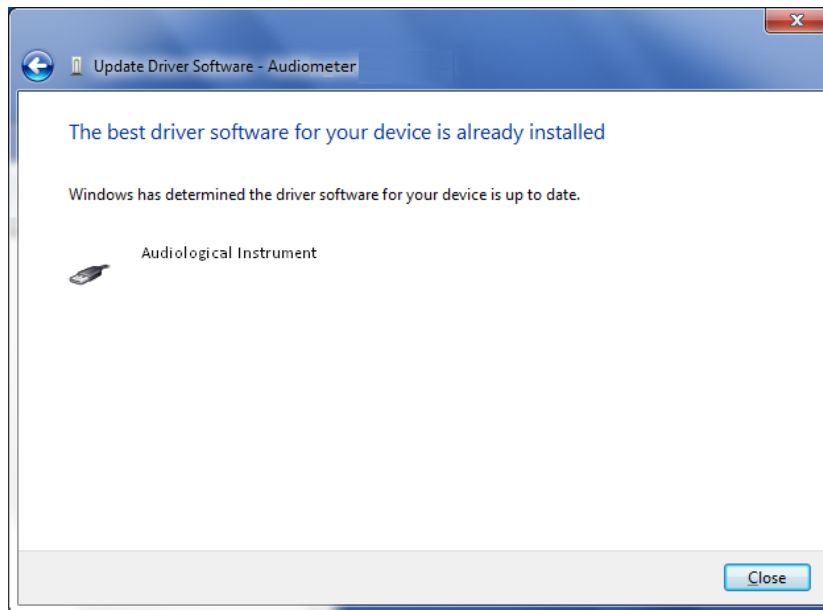 Update Driver Software - Audiometer
The best driver software for your device is already installed
Windows has determined the driver software for your device is up to date.
Audiological Instrument
Close